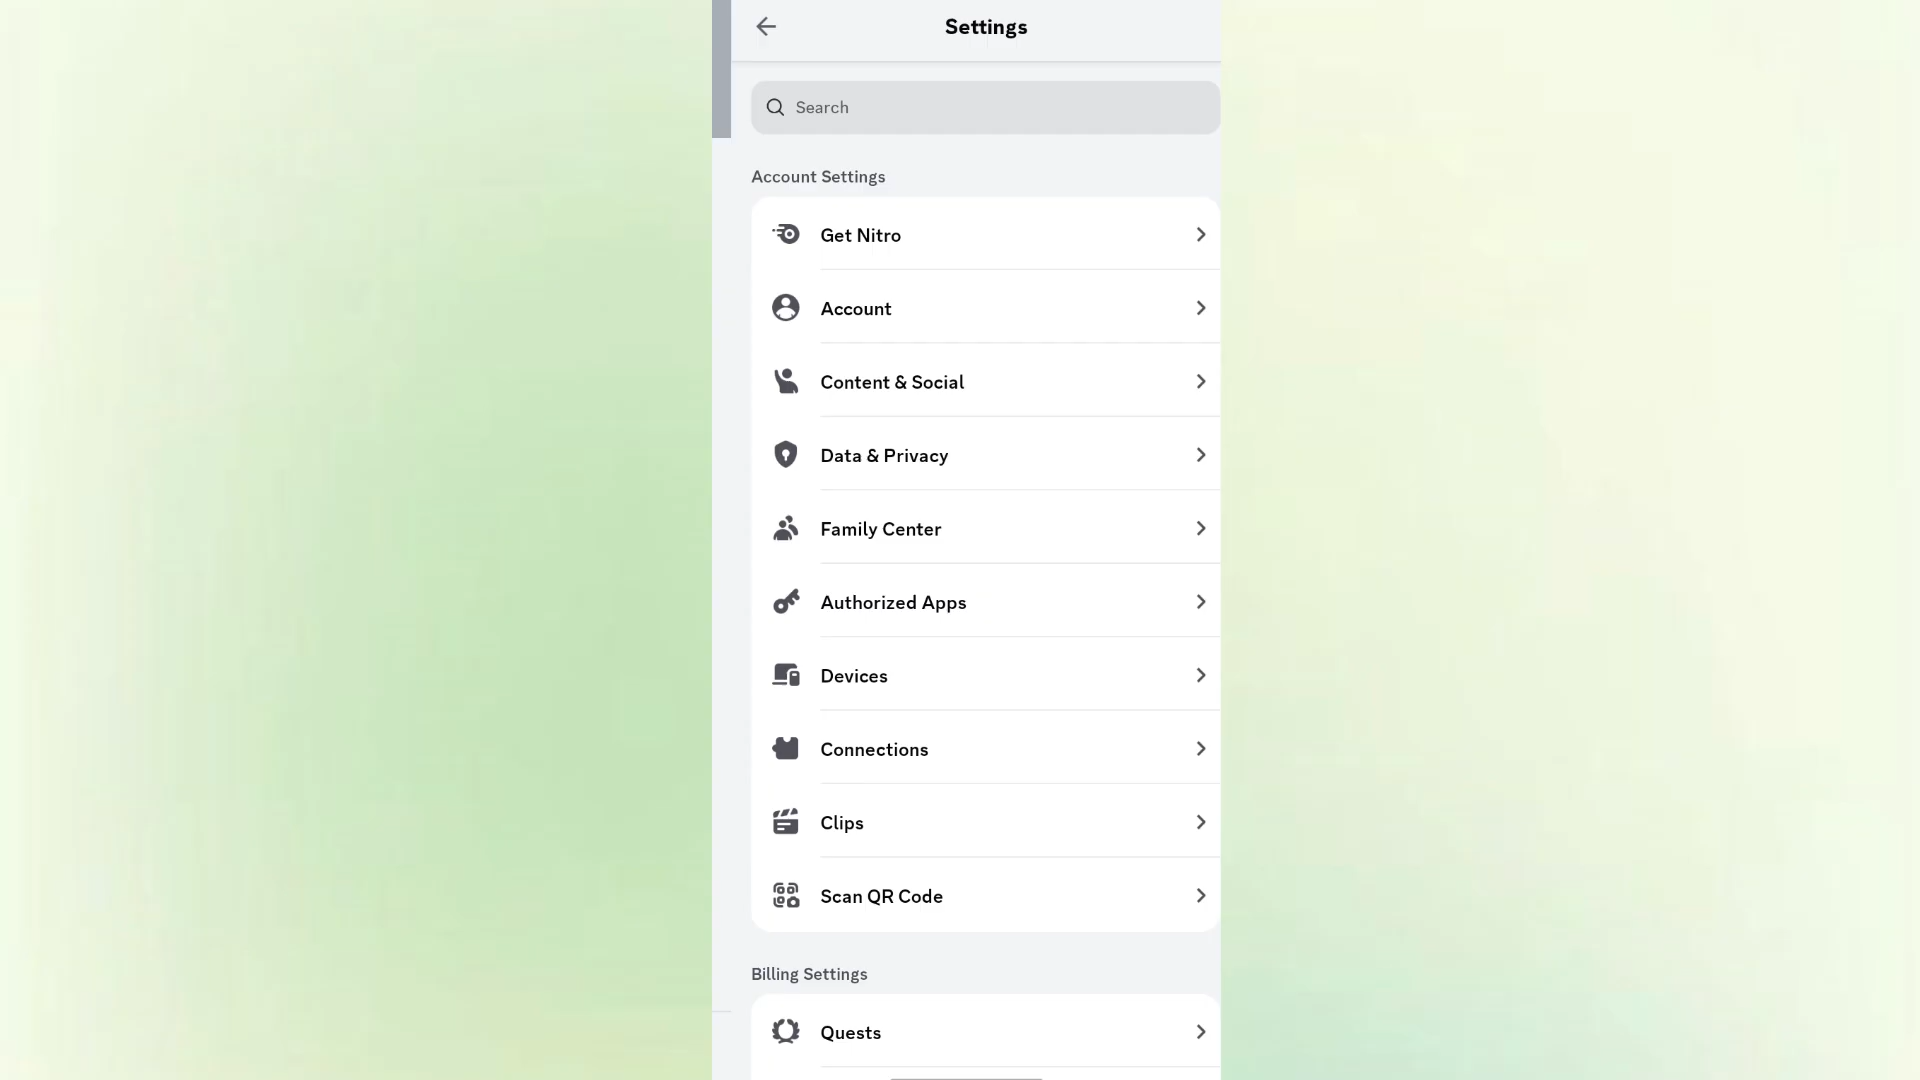 Settings
Search
Account Settings
Get Nitro
Account
Content & Social
Data & Privacy
Family Center
Authorized Apps
Devices
Connections
Clips
Scan QR Code
Billing Settings
Quests